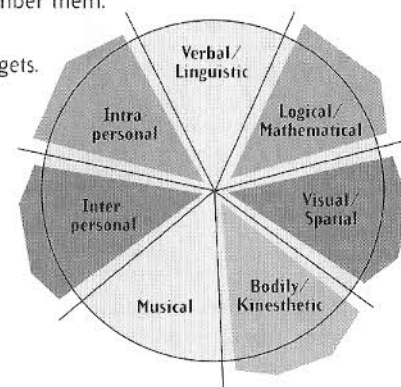 mber them.
gets.
Verbal/
Linguistic
Logical/
Mathematical
Visual/
Spatial
Bodily/
Kinesthetic
Musical
Inter
personal
Intra
personal